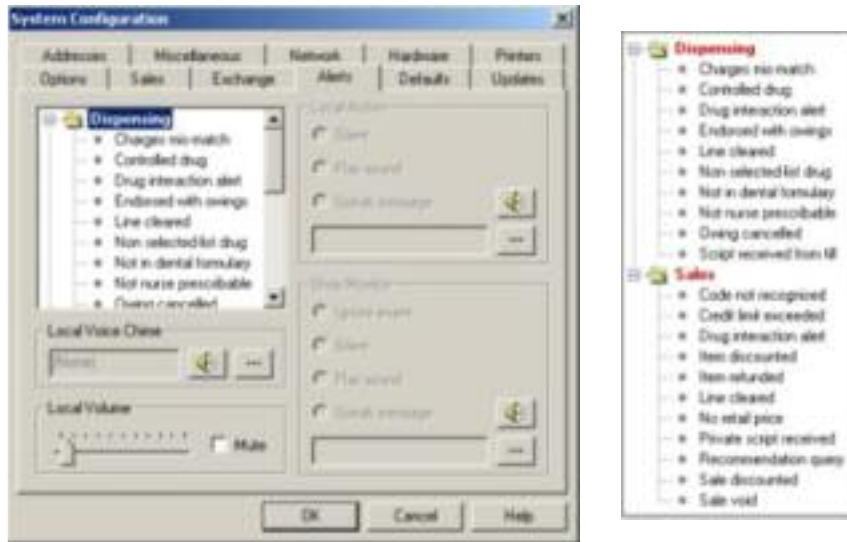 System Configuration
Addresses Miscellaneous Network Hardware Printers
Options Sales Exchange Alerts Defaults Updates
Dispensing
Charges mis-match
Controlled drug
Drug interaction alert
Endorsed with owings
Line cleared
Non selected list drug
Not in dental formulary
Not nurse prescribable
Owing cancelled
Local Voice Chime
(None)
Local Volume
Mute
Local Action
Silent
Play sound
Speak message
...
Shop Monitor
Ignore event
Silent
Play sound
Speak message
...
OK Cancel Help
Dispensing
Charges mis-match
Controlled drug
Drug interaction alert
Endorsed with owings
Line cleared
Non selected list drug
Not in dental formulary
Not nurse prescribable
Owing cancelled
Script received from till
Sales
Code not recognised
Credit limit exceeded
Drug interaction alert
Item discounted
Item refunded
Line cleared
No retail price
Private script received
Recommendation query
Sale discounted
Sale void